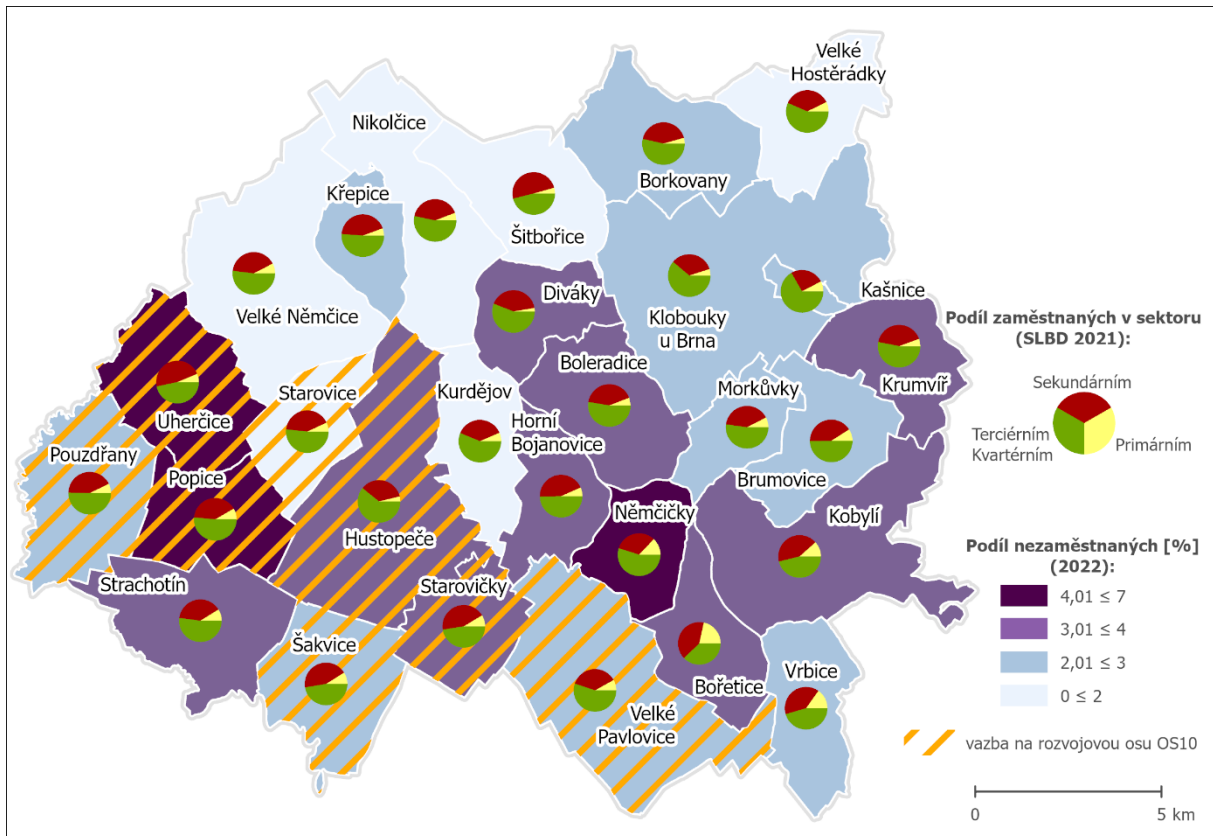 Velké
Hostěrádky
Nikolčice
Křepice
Borkovany
Šitbořice
Velké Němčice
Diváky
Klobouky
u Brna
Kašnice
Boleradice
Krumvíř
Uherčice
Starovice
Kurdějov
Horní
Bojanovice
Morkůvky
Pouzdřany
Popice
Hustopeče
Němčičky
Brumovice
Kobylí
Strachotín
Starovičky
Šakvice
Bořetice
Vrbice
Velké
Pavlovice
Podíl zaměstnaných v sektoru
(SLBD 2021):
Sekundárním
Terciérním
Kvartérním
Primárním
Podíl nezaměstnaných [%]
(2022):
4,01 ≤ 7
3,01 ≤ 4
2,01 ≤ 3
0 ≤ 2
vazba na rozvojovou osu OS10
0 5 km